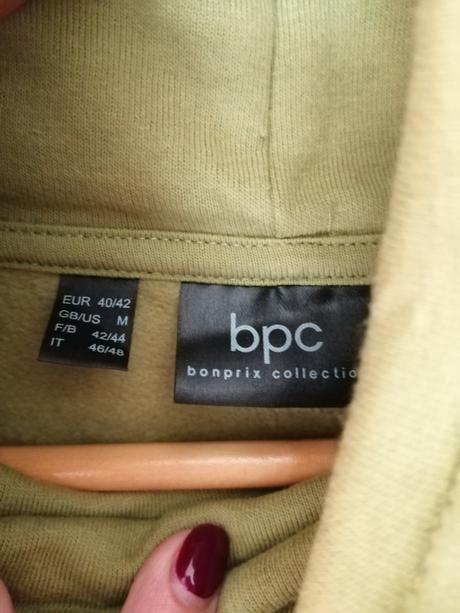 EUR 40/42
GB/US M
F/B 42/44
IT 46/48
bpc
bonprix collectio